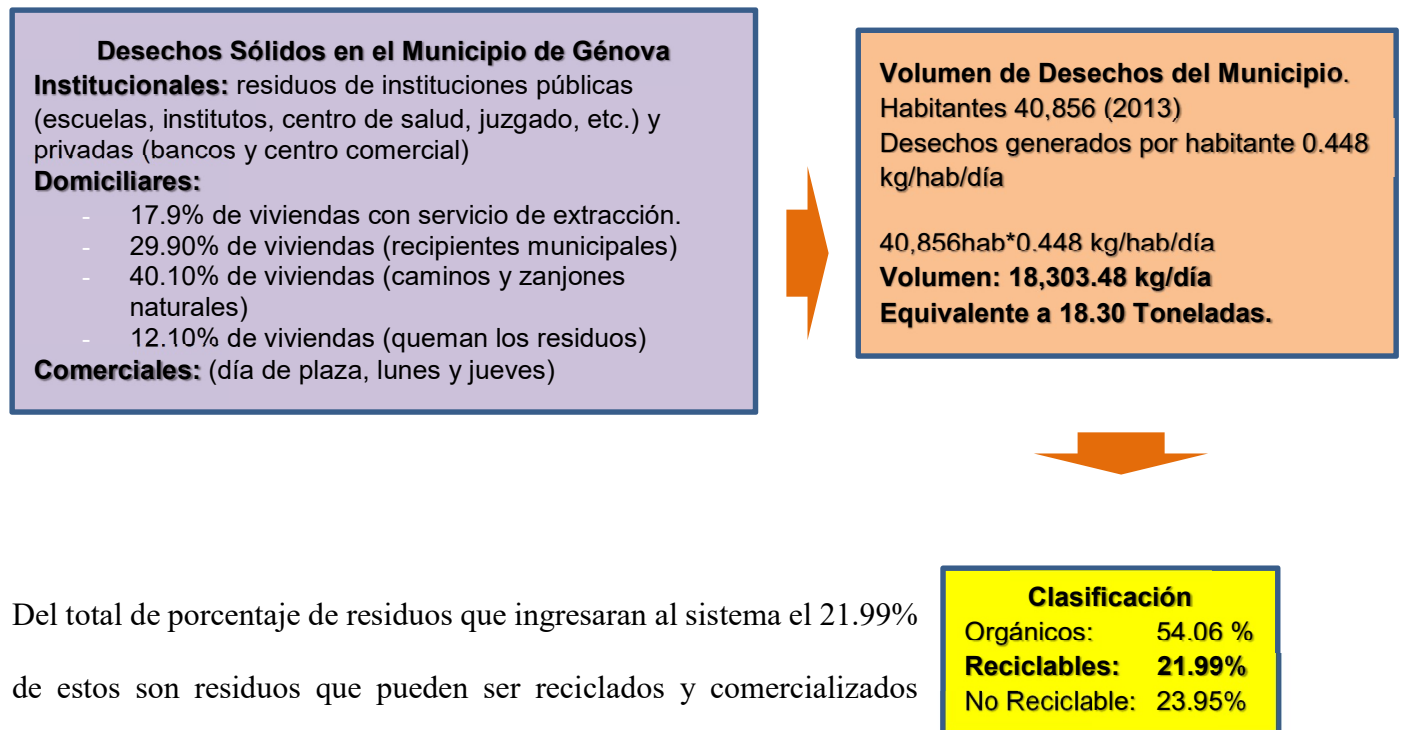 Desechos Sólidos en el Municipio de Génova
Institucionales: residuos de instituciones públicas
(escuelas, institutos, centro de salud, juzgado, etc.) y
privadas (bancos y centro comercial)
Domiciliares:
- 17.9% de viviendas con servicio de extracción.
- 29.90% de viviendas (recipientes municipales)
- 40.10% de viviendas (caminos y zanjones
naturales)
- 12.10% de viviendas (queman los residuos)
Comerciales: (día de plaza, lunes y jueves)
Volumen de Desechos del Municipio.
Habitantes 40,856 (2013)
Desechos generados por habitante 0.448
kg/hab/día
40,856hab*0.448 kg/hab/día
Volumen: 18,303.48 kg/día
Equivalente a 18.30 Toneladas.
Del total de porcentaje de residuos que ingresaran al sistema el 21.99%
de estos son residuos que pueden ser reciclados y comercializados
Clasificación
Orgánicos: 54.06 %
Reciclables: 21.99%
No Reciclable: 23.95%